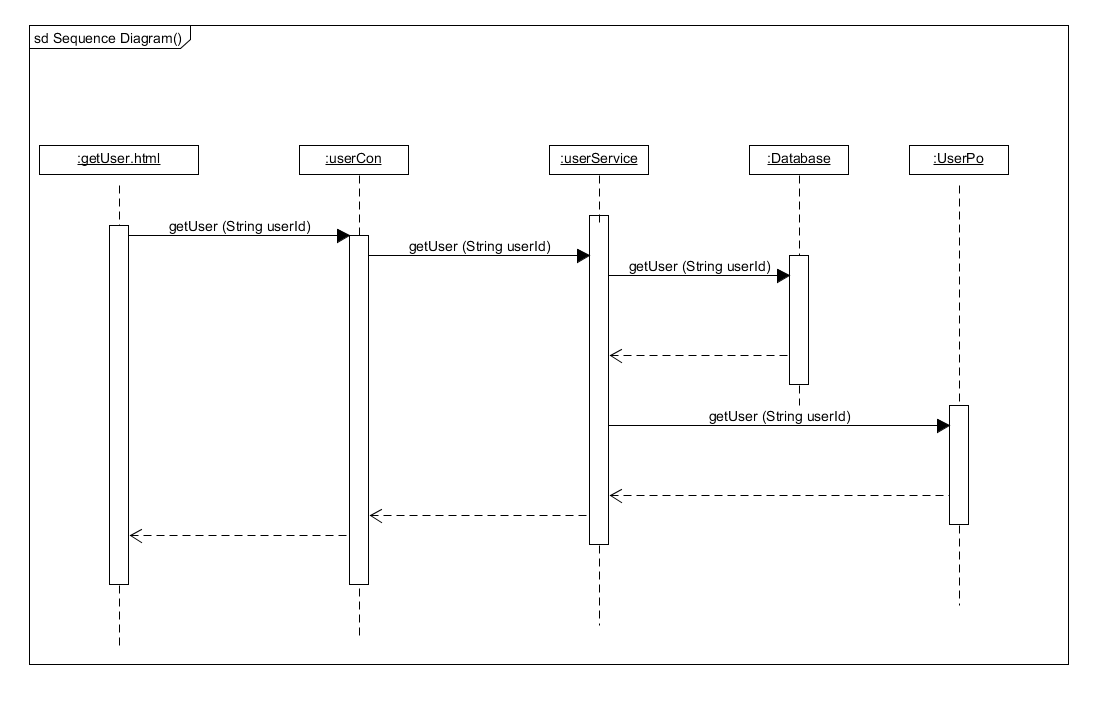 sd Sequence Diagram()
:getUser.html
:userCon
:userService
:Database
:UserPo
getUser (String userId)
getUser (String userId)
getUser (String userId)
getUser (String userId)